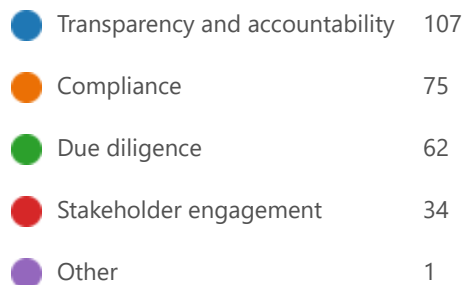 Transparency and accountability 107
Compliance 75
Due diligence 62
Stakeholder engagement 34
Other 1